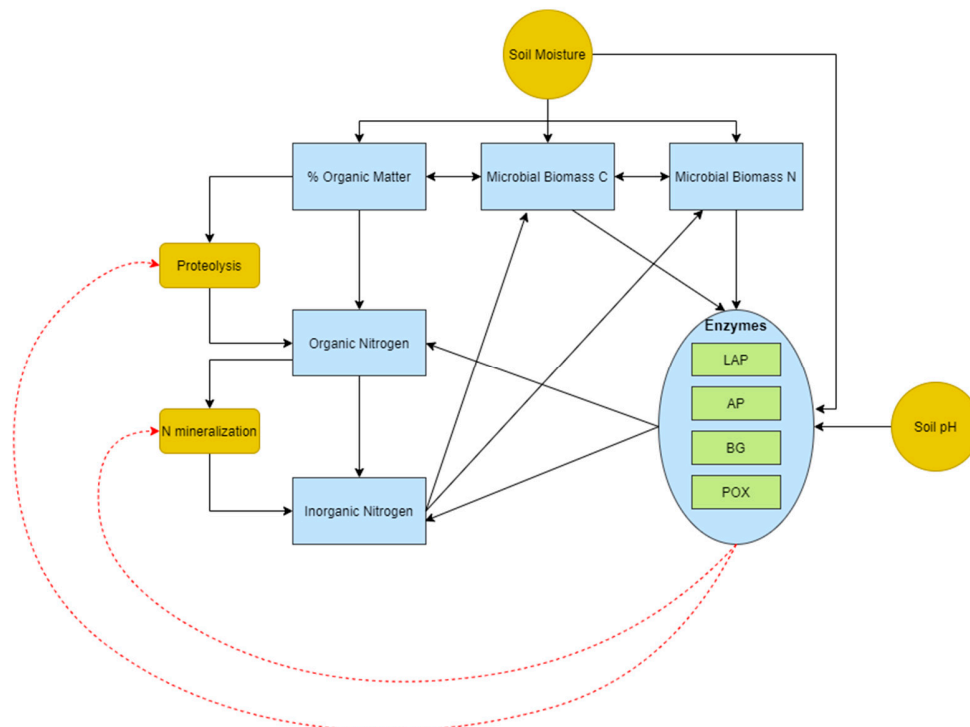 Soil Moisture
% Organic Matter
Microbial Biomass C
Microbial Biomass N
Proteolysis
Organic Nitrogen
Enzymes
LAP
AP
BG
POX
Soil pH
N mineralization
Inorganic Nitrogen